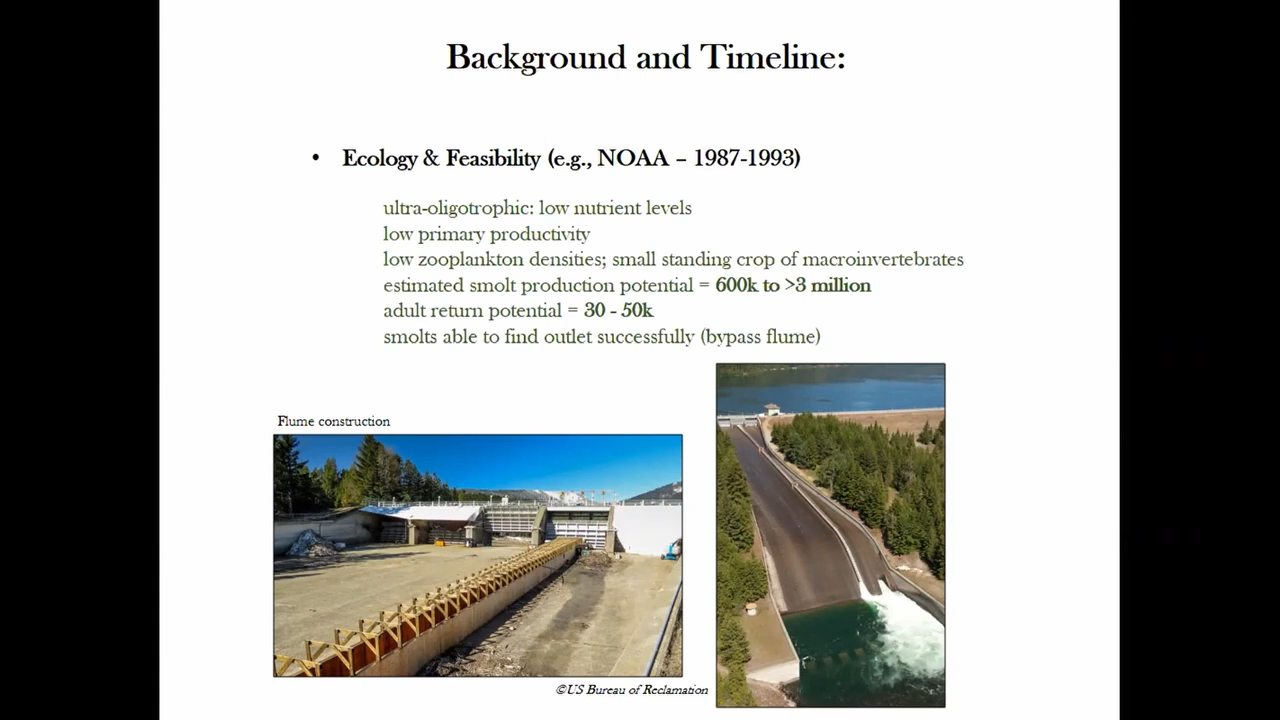 Background and Timeline:
• Ecology & Feasibility (e.g., NOAA – 1987-1993)
ultra-oligotrophic: low nutrient levels
low primary productivity
low zooplankton densities; small standing crop of macroinvertebrates
estimated smolt production potential = 600k to >3 million
adult return potential = 30 - 50k
smolts able to find outlet successfully (bypass flume)
Flume construction
©US Bureau of Reclamation